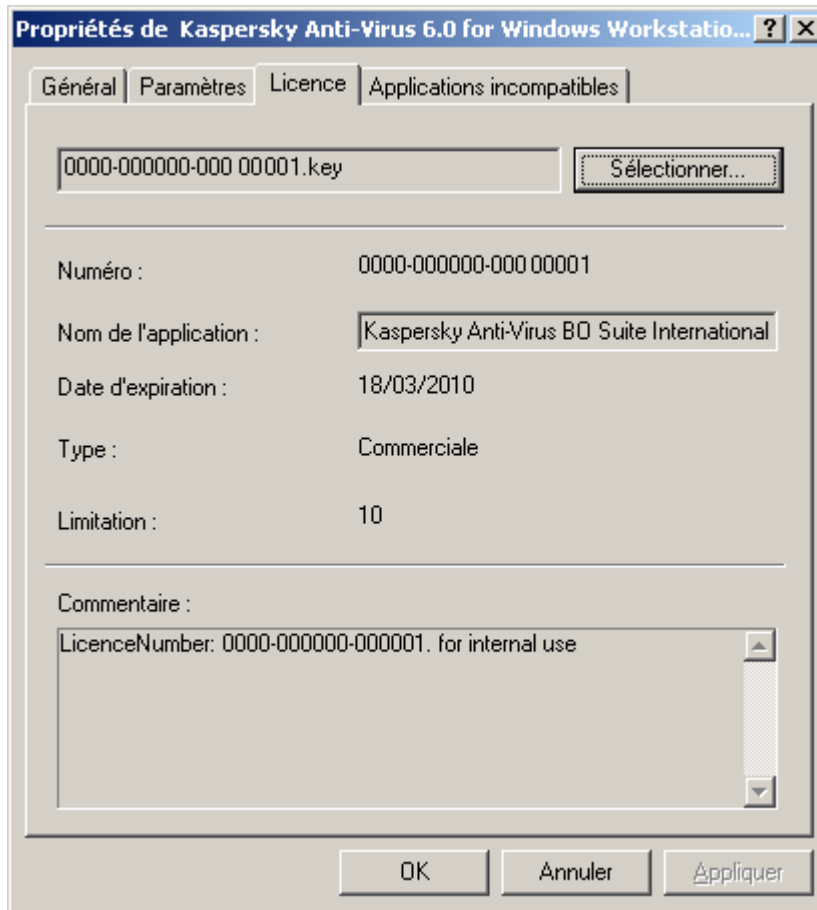 Propriétés de Kaspersky Anti-Virus 6.0 for Windows Workstatio...
Général Paramètres Licence Applications incompatibles
0000-000000-000 00001.key Sélectionner...
Numéro : 0000-000000-000 00001
Nom de l'application : Kaspersky Anti-Virus BO Suite International
Date d'expiration : 18/03/2010
Type : Commerciale
Limitation : 10
Commentaire :
LicenceNumber: 0000-000000-000001. for internal use
OK Annuler Appliquer